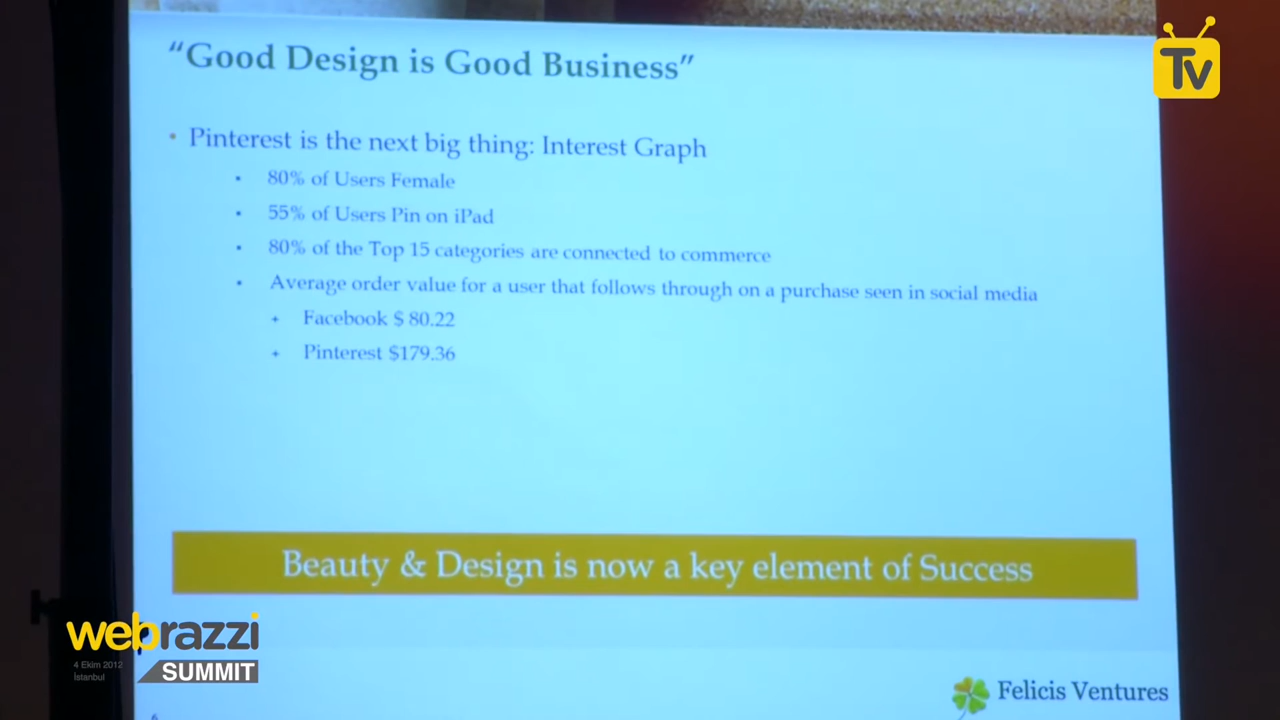 Tv
“Good Design is Good Business”
• Pinterest is the next big thing: Interest Graph
• 80% of Users Female
• 55% of Users Pin on iPad
• 80% of the Top 15 categories are connected to commerce
• Average order value for a user that follows through on a purchase seen in social media
+ Facebook $ 80.22
+ Pinterest $179.36
Beauty & Design is now a key element of Success
webrazzi
4 Ekim 2012
İstanbul
SUMMIT
Felicis Ventures